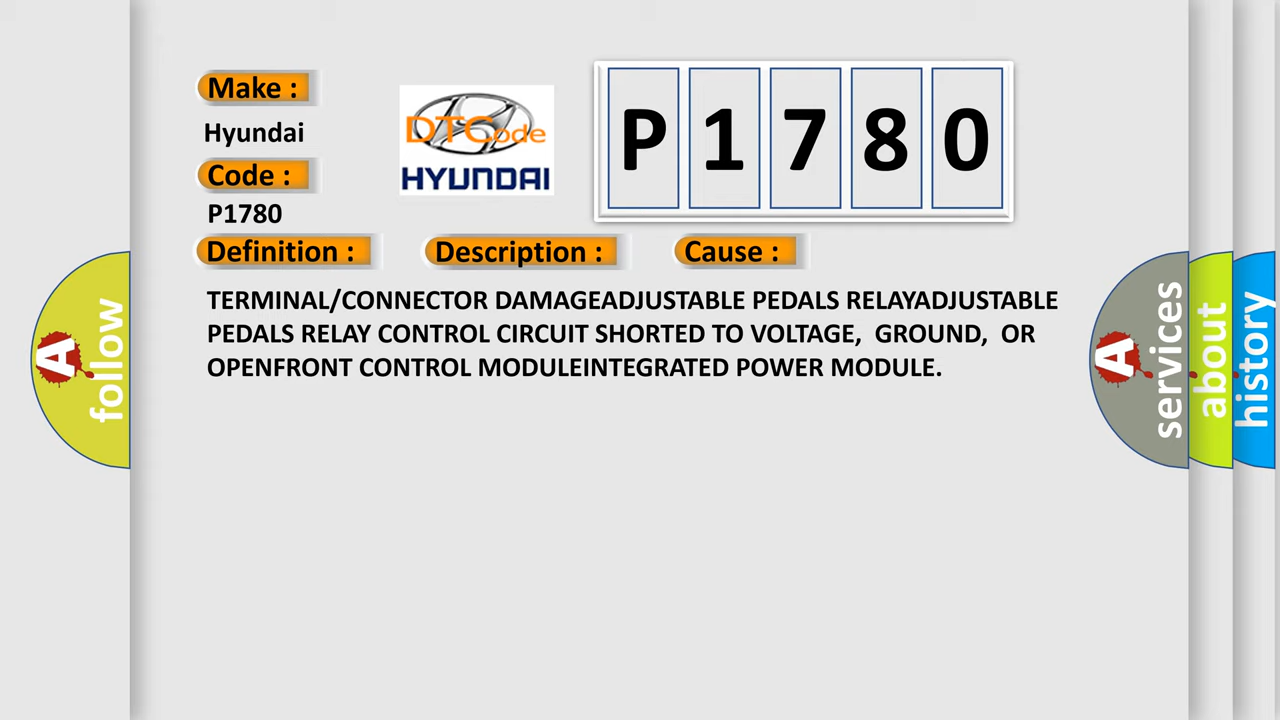 Make :
Hyundai
Code :
P1780
DTCode
HYUNDAI
P 1 7 8 0
Definition :
Description :
Cause :
TERMINAL/CONNECTOR DAMAGEADJUSTABLE PEDALS RELAYADJUSTABLE
PEDALS RELAY CONTROL CIRCUIT SHORTED TO VOLTAGE, GROUND, OR
OPENFRONT CONTROL MODULEINTEGRATED POWER MODULE.
A
follow
A
services
about
history